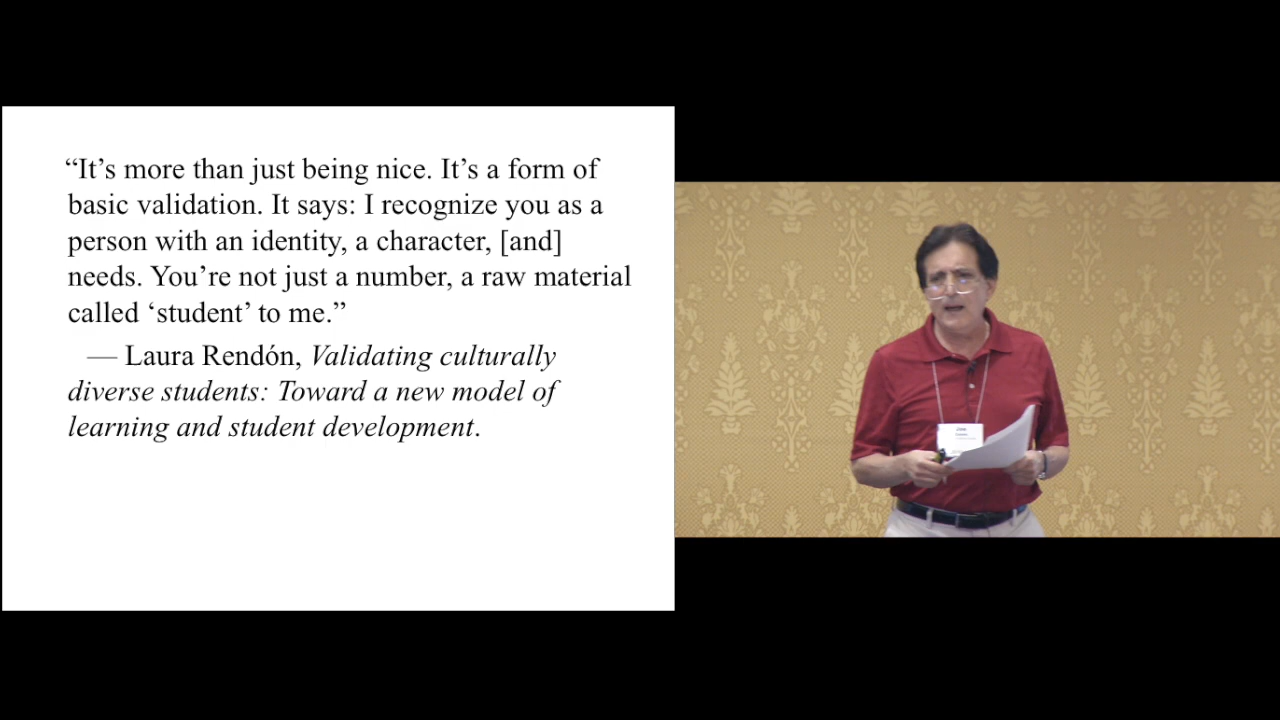 “It’s more than just being nice. It’s a form of
basic validation. It says: I recognize you as a
person with an identity, a character, [and]
needs. You’re not just a number, a raw material
called ‘student’ to me.”
— Laura Rendón, Validating culturally
diverse students: Toward a new model of
learning and student development.